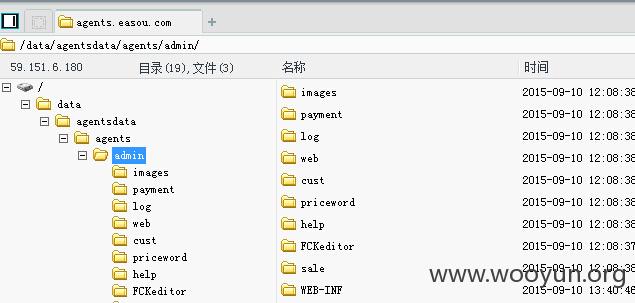 agents.easou.com
/data/agentsdata/agents/admin/
59.151.6.180 目录(19),文件(3) 名称 时间
/
data
agentsdata
agents
admin
images
payment
log
web
cust
priceword
help
FCKeditor
images 2015-09-10 12:08:38
payment 2015-09-10 12:08:38
log 2015-09-10 12:08:38
web 2015-09-10 12:08:38
cust 2015-09-10 12:08:38
priceword 2015-09-10 12:08:38
help 2015-09-10 12:08:38
FCKeditor 2015-09-10 12:08:37
sale 2015-09-10 12:08:38
WEB-INF 2015-09-10 13:40:46
www.wooyun.org